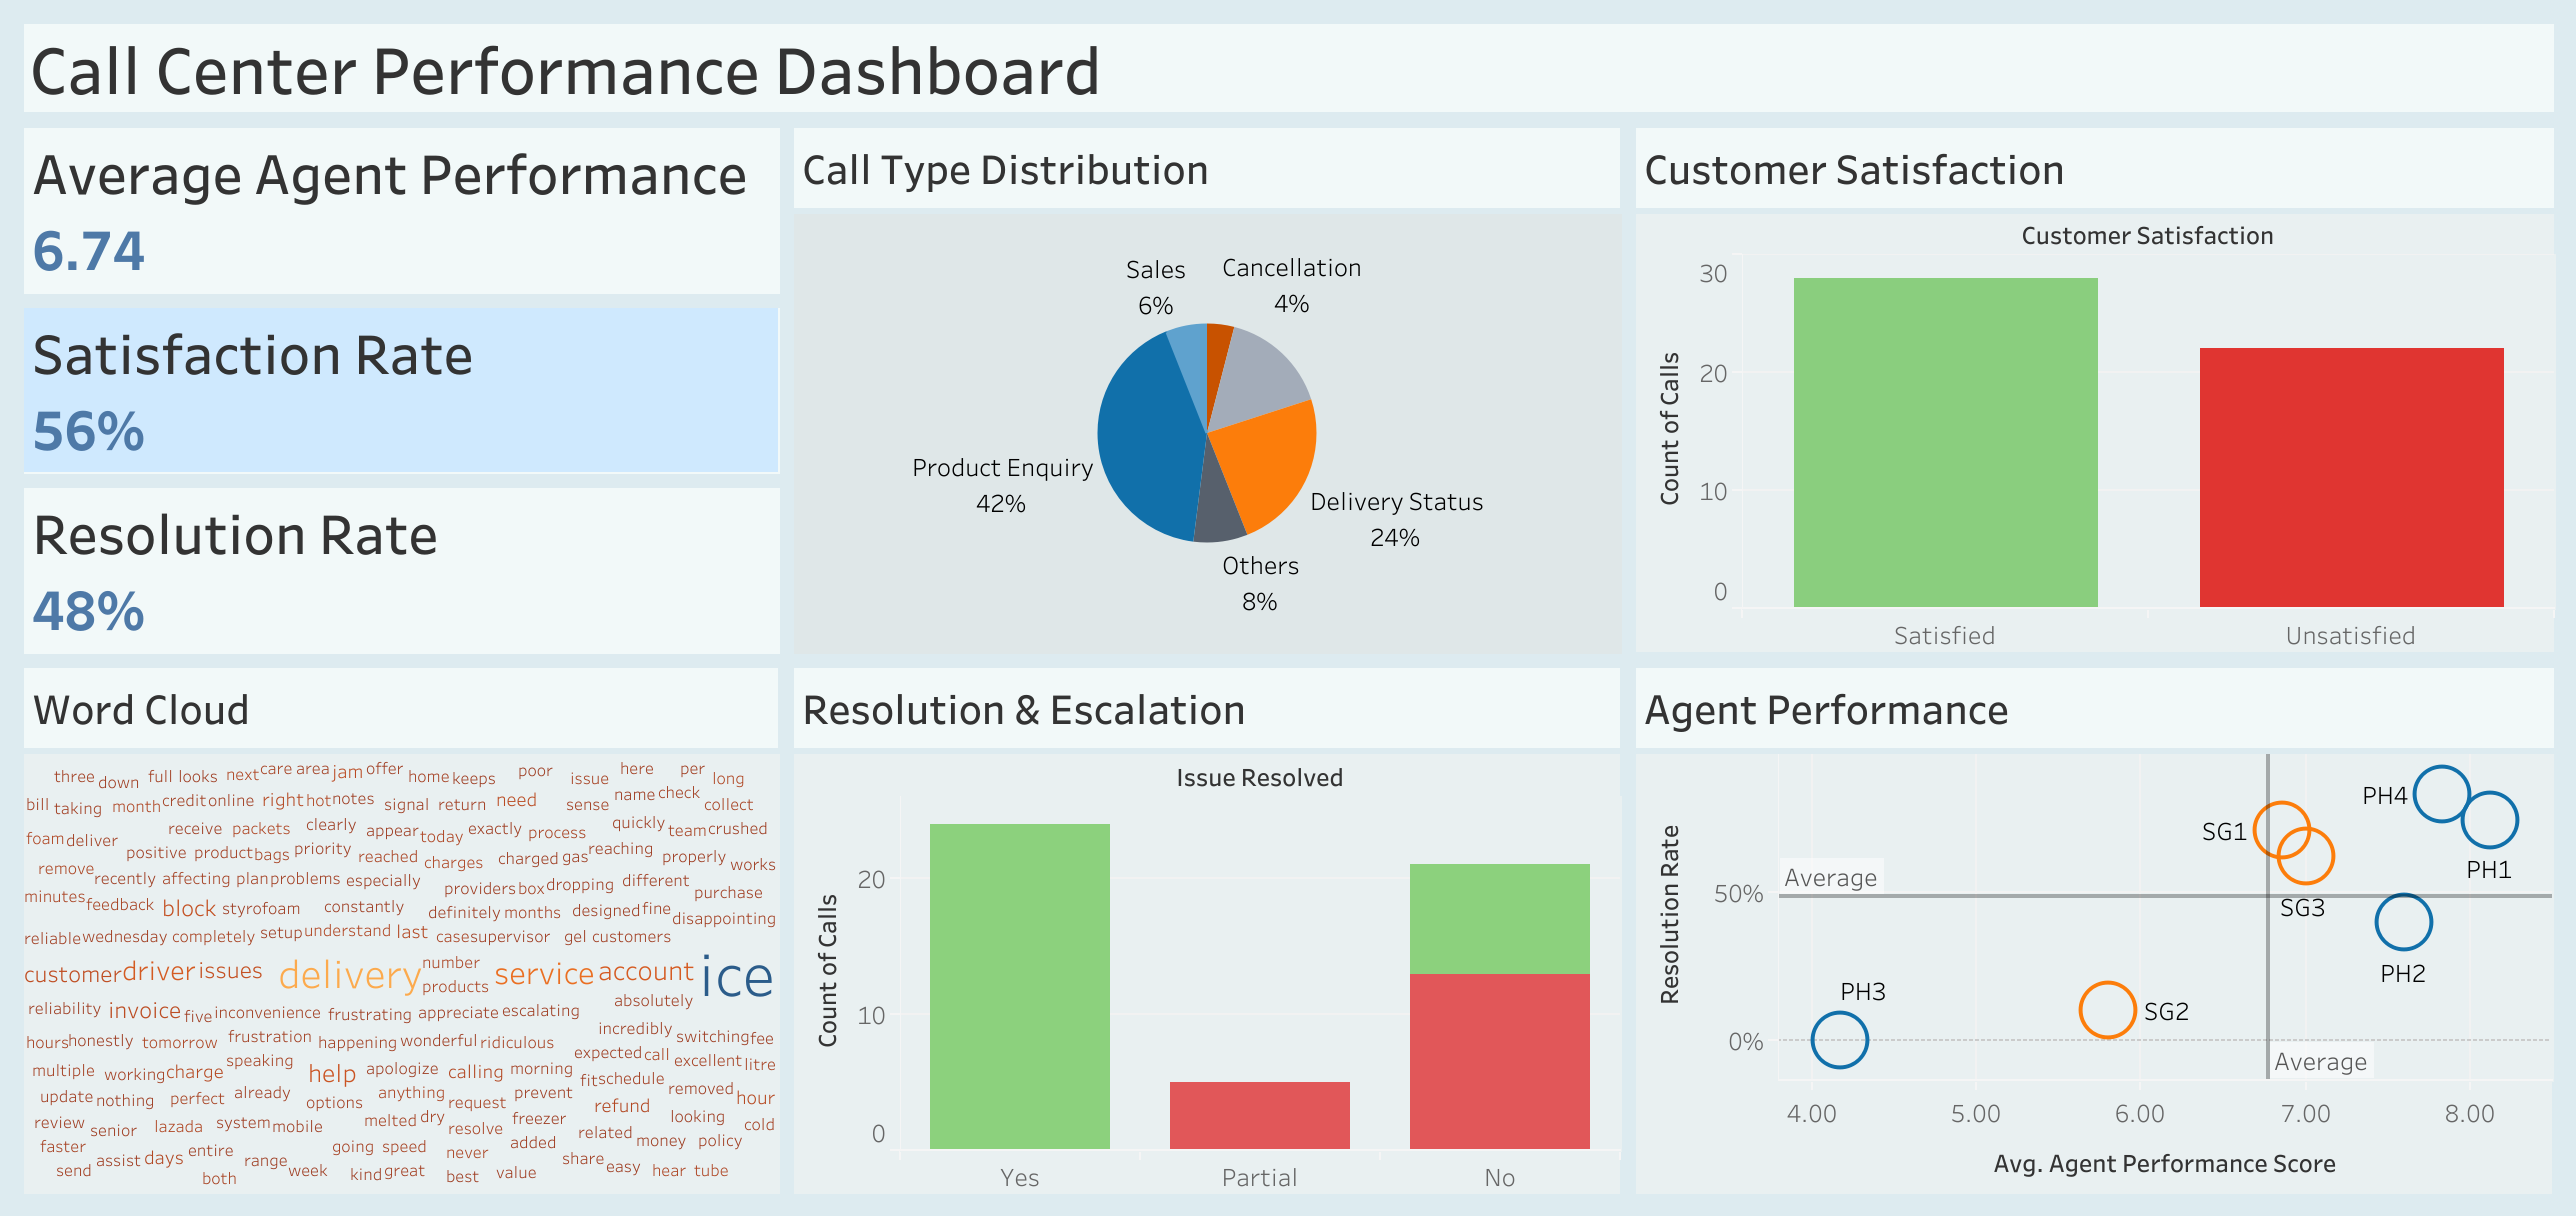 Call Center Performance Dashboard
Average Agent Performance
6.74
Satisfaction Rate
56%
Resolution Rate
48%
Call Type Distribution
Sales
6%
Cancellation
4%
Product Enquiry
42%
Delivery Status
24%
Others
8%
Customer Satisfaction
Customer Satisfaction
Count of Calls
30
20
10
0
Satisfied
Unsatisfied
Word Cloud
three down full looks next care area jam offer home keeps poor issue here per long
bill taking month credit online right hot notes signal return need sense name check collect
foam deliver receive packets clearly appear today exactly process quickly team crushed
positive product bags priority reached charges charged gas reaching properly works
remove recently affecting plan problems especially providers box dropping different purchase
minutes feedback block styrofoam constantly definitely months designed fine disappointing
reliable wednesday completely setup understand last case supervisor gel customers
customer driver issues delivery number products service account ice
reliability invoice five inconvenience frustrating appreciate escalating absolutely
hours honestly tomorrow frustration happening wonderful ridiculous incredibly switching fee
multiple working charge speaking help apologize calling morning expected call excellent litre
update nothing perfect already options anything request prevent fit schedule removed hour
review senior lazada system mobile melted dry resolve freezer refund looking cold
faster assist days entire going speed never added related money policy
send both range week kind great best value share easy hear tube
Resolution & Escalation
Issue Resolved
Count of Calls
20
10
0
Yes
Partial
No
Agent Performance
Resolution Rate
50%
0%
Average
PH4
SG1
PH1
SG3
PH2
PH3
SG2
Average
4.00
5.00
6.00
7.00
8.00
Avg. Agent Performance Score